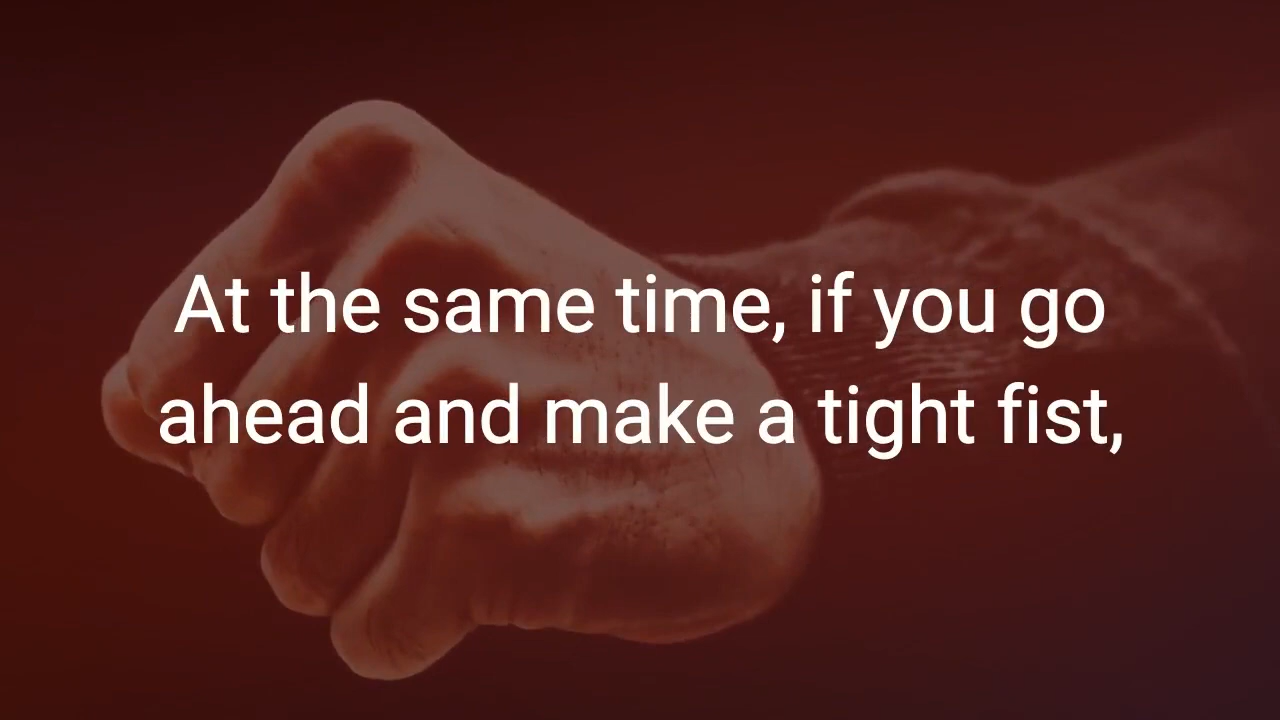 At the same time, if you go
ahead and make a tight fist,